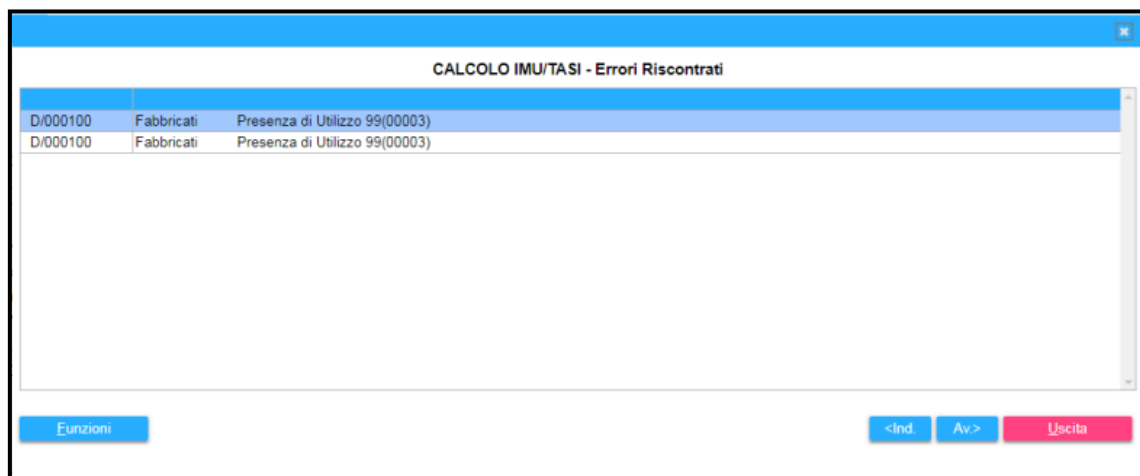 CALCOLO IMU/TASI - Errori Riscontrati
D/000100 Fabbricati Presenza di Utilizzo 99(00003)
D/000100 Fabbricati Presenza di Utilizzo 99(00003)
Funzioni <Ind. Av.> Uscita